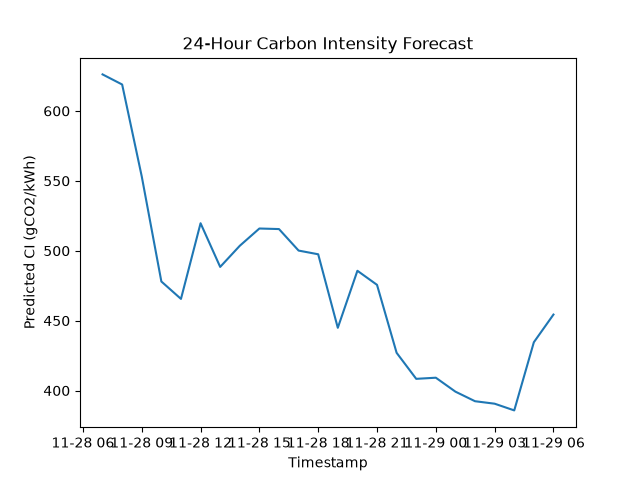 24-Hour Carbon Intensity Forecast
600
550
500
450
400
Predicted CI (gCO2/kWh)
11-28 06 11-28 09 11-28 12 11-28 15 11-28 18 11-28 21 11-29 00 11-29 03 11-29 06
Timestamp